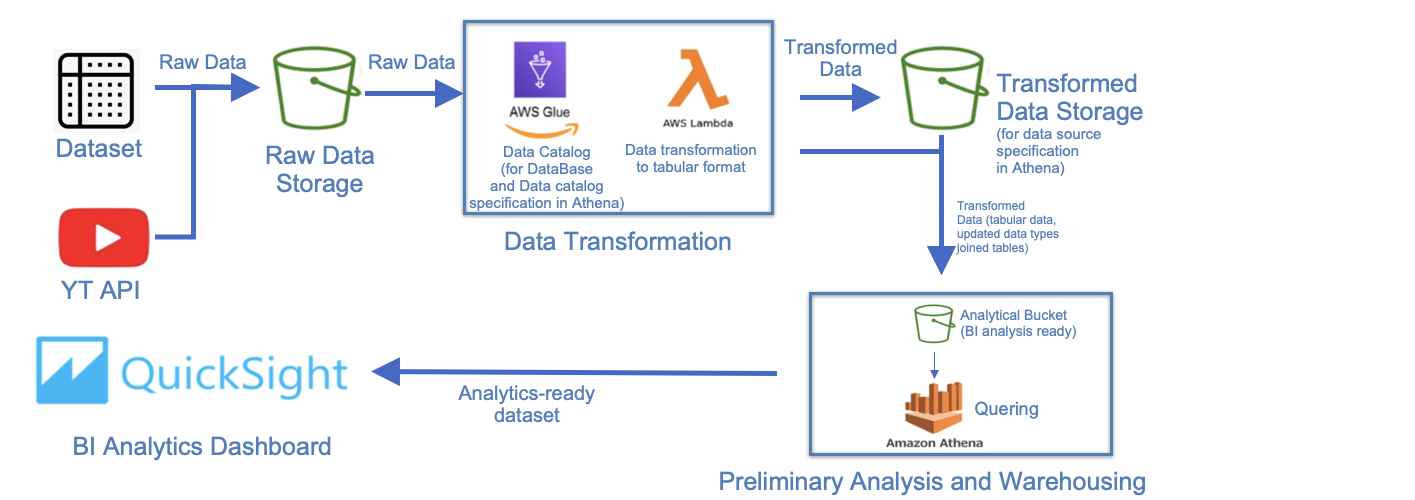 Dataset
YT API
Raw Data
Raw Data
Storage
Raw Data
AWS Glue
Data Catalog
(for DataBase
and Data catalog
specification in Athena)
AWS Lambda
Data transformation
to tabular format
Data Transformation
Transformed
Data
Transformed
Data Storage
(for data source
specification
in Athena)
Transformed
Data (tabular data,
updated data types
joined tables)
Analytical Bucket
(BI analysis ready)
Quering
Amazon Athena
Preliminary Analysis and Warehousing
Analytics-ready
dataset
QuickSight
BI Analytics Dashboard